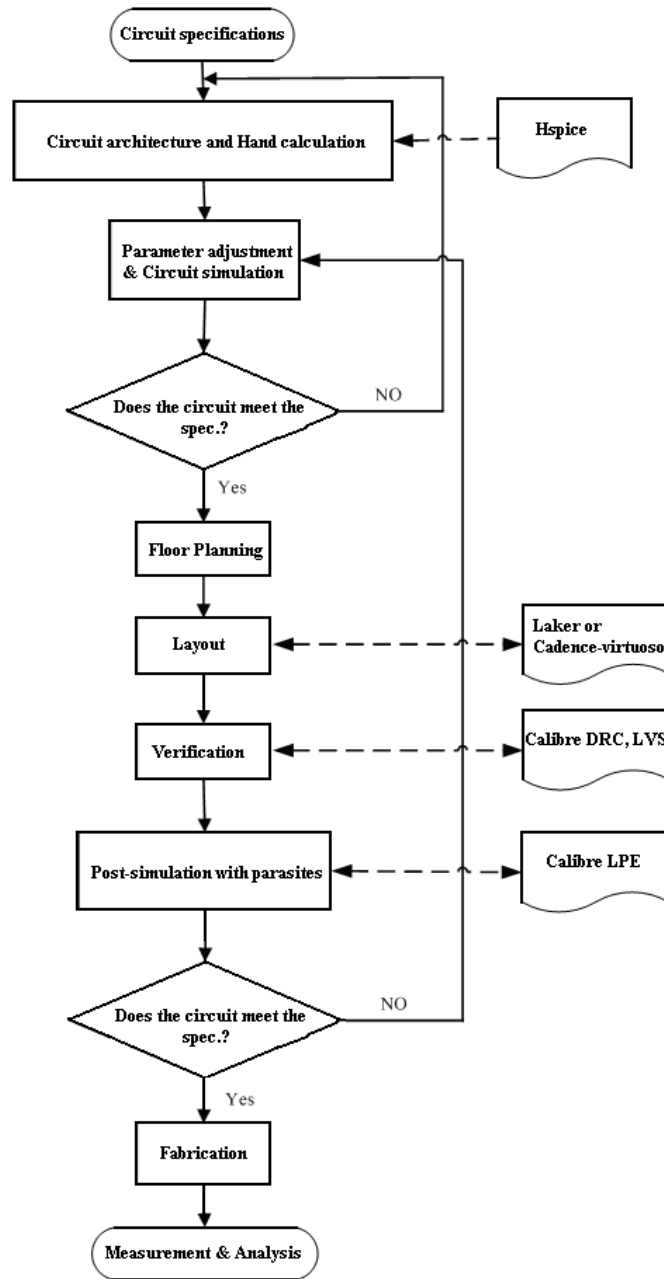 Circuit specifications
Circuit architecture and Hand calculation
Hspice
Parameter adjustment
& Circuit simulation
Does the circuit meet the
spec.?
NO
Yes
Floor Planning
Layout
Laker or
Cadence-virtuoso
Verification
Calibre DRC, LVS
Post-simulation with parasites
Calibre LPE
Does the circuit meet the
spec.?
NO
Yes
Fabrication
Measurement & Analysis